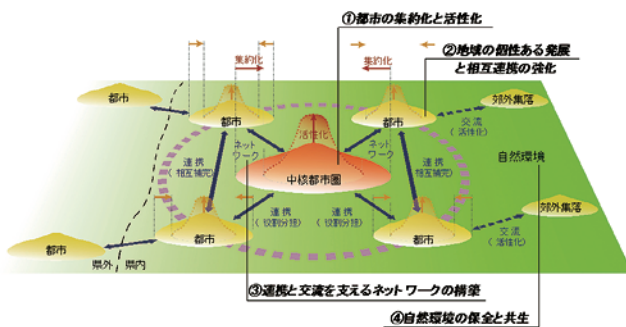 ①都市の集約化と活性化
②地域の個性ある発展
と相互連携の強化
集約化
集約化
都市
都市
都市
郊外集落
活性化
交流
(活性化)
ネット
ワーク
ネット
ワーク
自然環境
連携
(相互補完)
中核都市圏
連携
(相互補完)
連携
(役割分担)
連携
(役割分担)
郊外集落
都市
都市
都市
交流
(活性化)
県外
県内
③連携と交流を支えるネットワークの構築
④自然環境の保全と共生